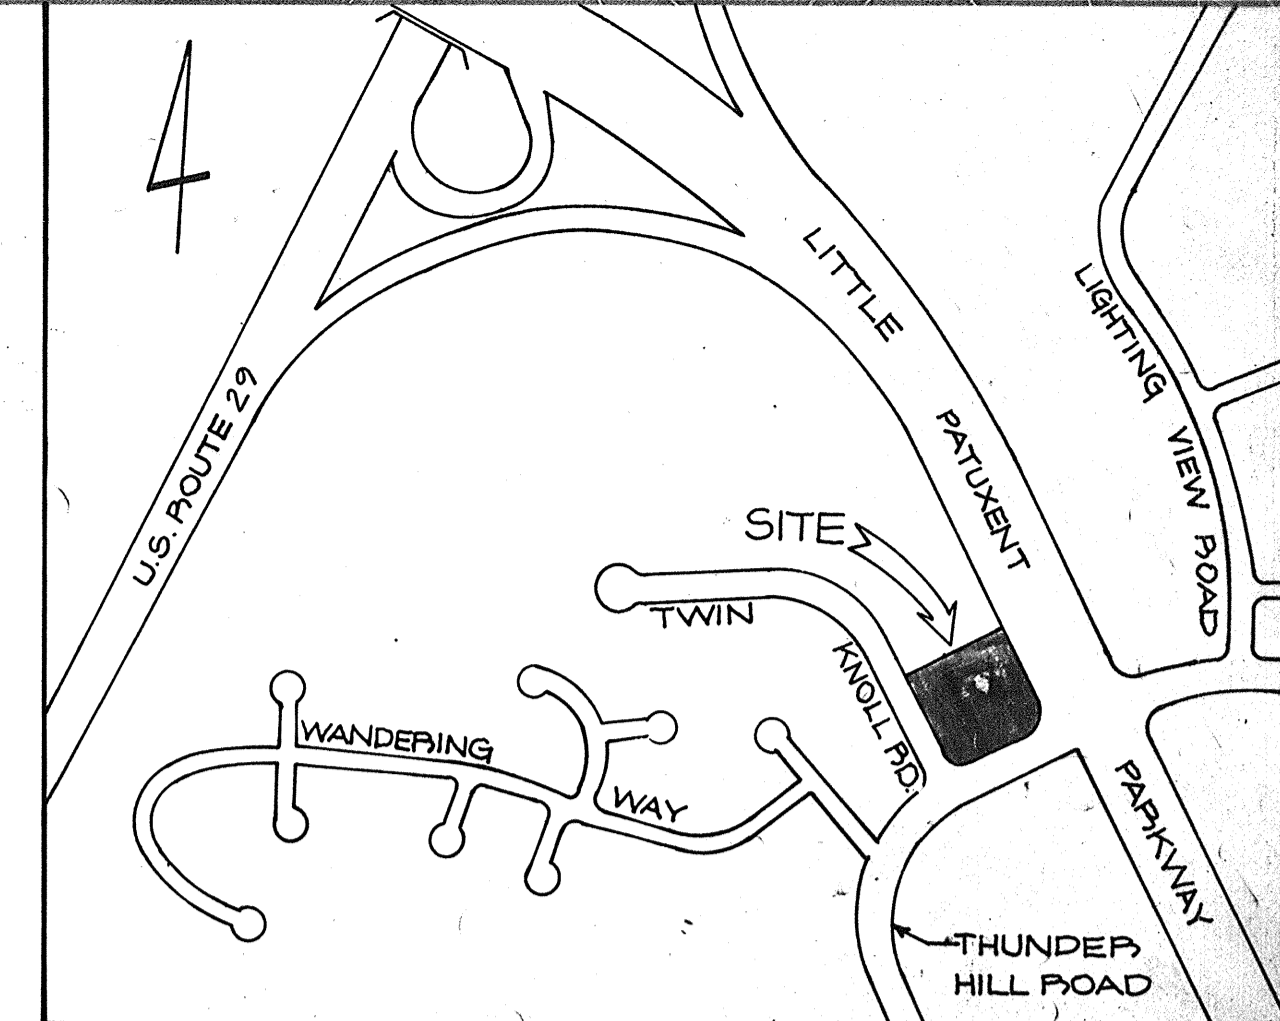 LITTLE
PATUXENT
PARKWAY
LIGHTING
VIEW ROAD
U.S. ROUTE 29
SITE
TWIN
KNOLL RD.
WANDERING
WAY
THUNDER
HILL ROAD